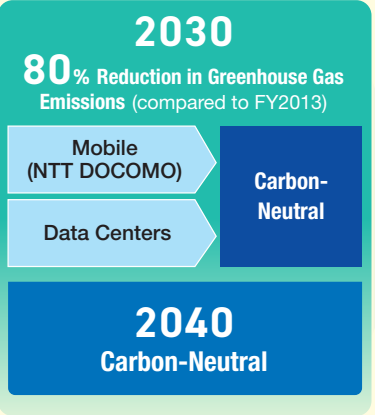 2030
80% Reduction in Greenhouse Gas
Emissions (compared to FY2013)
Mobile
(NTT DOCOMO)
Data Centers
Carbon-
Neutral
2040
Carbon-Neutral